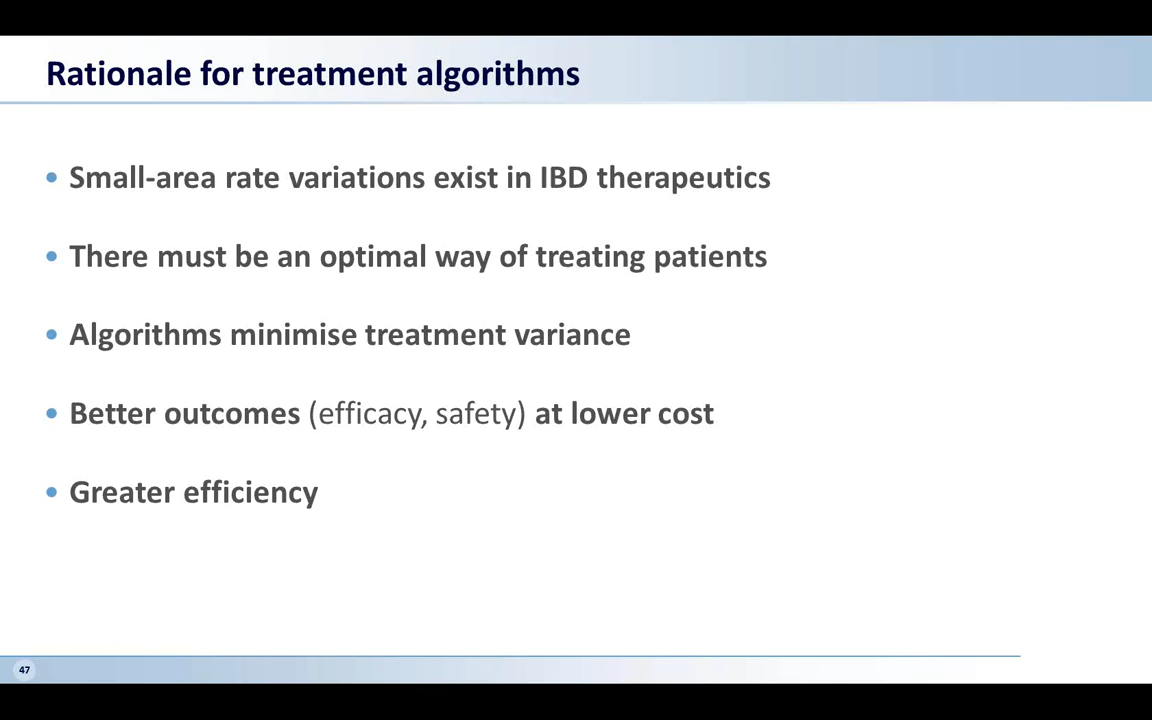 Rationale for treatment algorithms
• Small-area rate variations exist in IBD therapeutics
• There must be an optimal way of treating patients
• Algorithms minimise treatment variance
• Better outcomes (efficacy, safety) at lower cost
• Greater efficiency
47